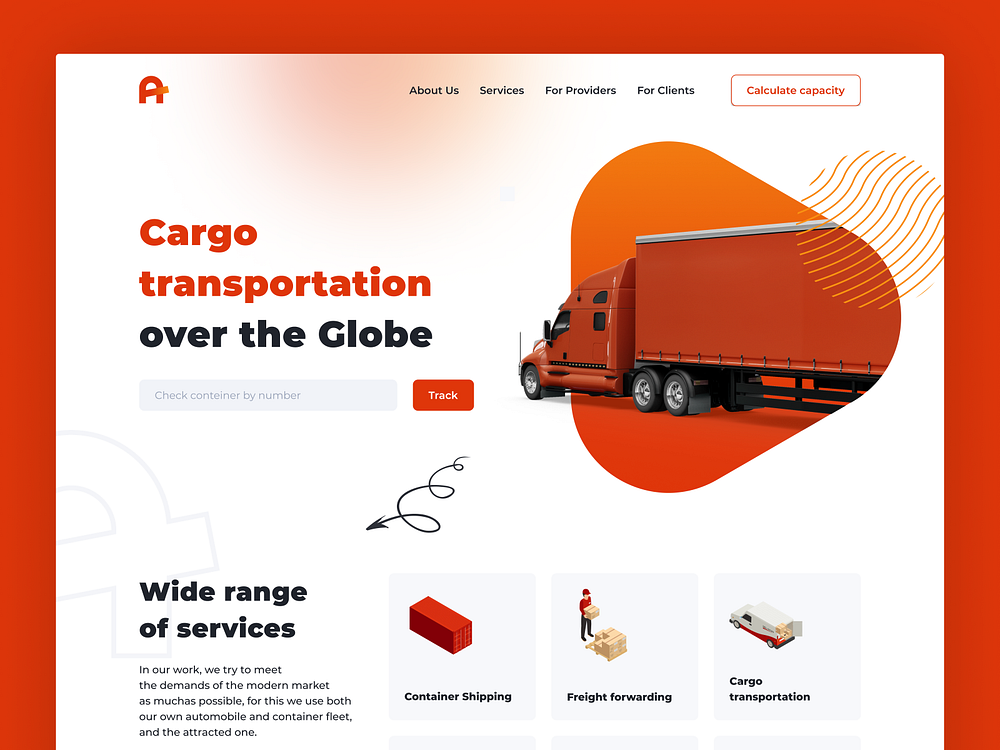 About Us Services For Providers For Clients Calculate capacity
Cargo
transportation
over the Globe
Check conteiner by number Track
Wide range
of services
In our work, we try to meet
the demands of the modern market
as muchas possible, for this we use both
our own automobile and container fleet,
and the attracted one.
Container Shipping
Freight forwarding
Cargo
transportation